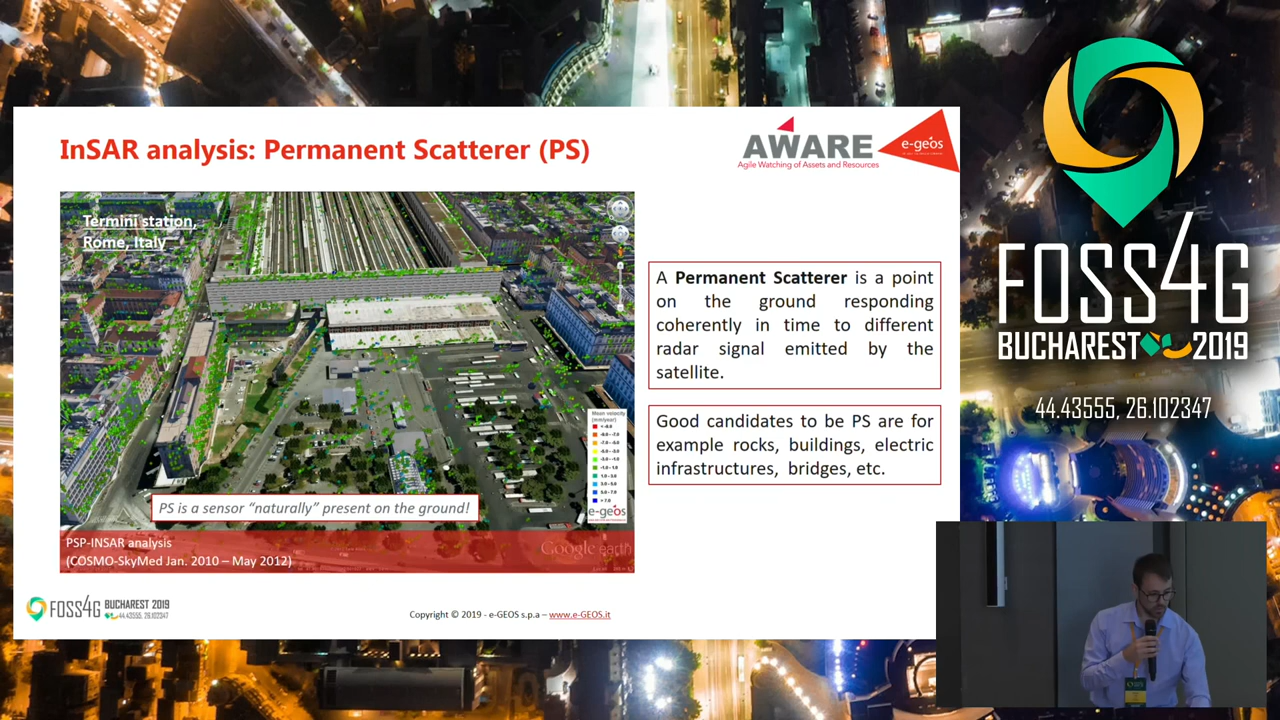 InSAR analysis: Permanent Scatterer (PS)
AWARE
Agile Watching of Assets and Resources
e-geos
Termini station,
Rome, Italy
A Permanent Scatterer is a point
on the ground responding
coherently in time to different
radar signal emitted by the
satellite.
Good candidates to be PS are for
example rocks, buildings, electric
infrastructures, bridges, etc.
Mean velocity
(mm/year)
e-geos
PS is a sensor “naturally” present on the ground!
PSP-INSAR analysis
(COSMO-SkyMed Jan. 2010 – May 2012)
Google earth
FOSS4G BUCHAREST 2019
44.43555, 26.102347
Copyright © 2019 - e-GEOS s.p.a – www.e-GEOS.it
FOSS4G
BUCHAREST 2019
44.43555, 26.102347